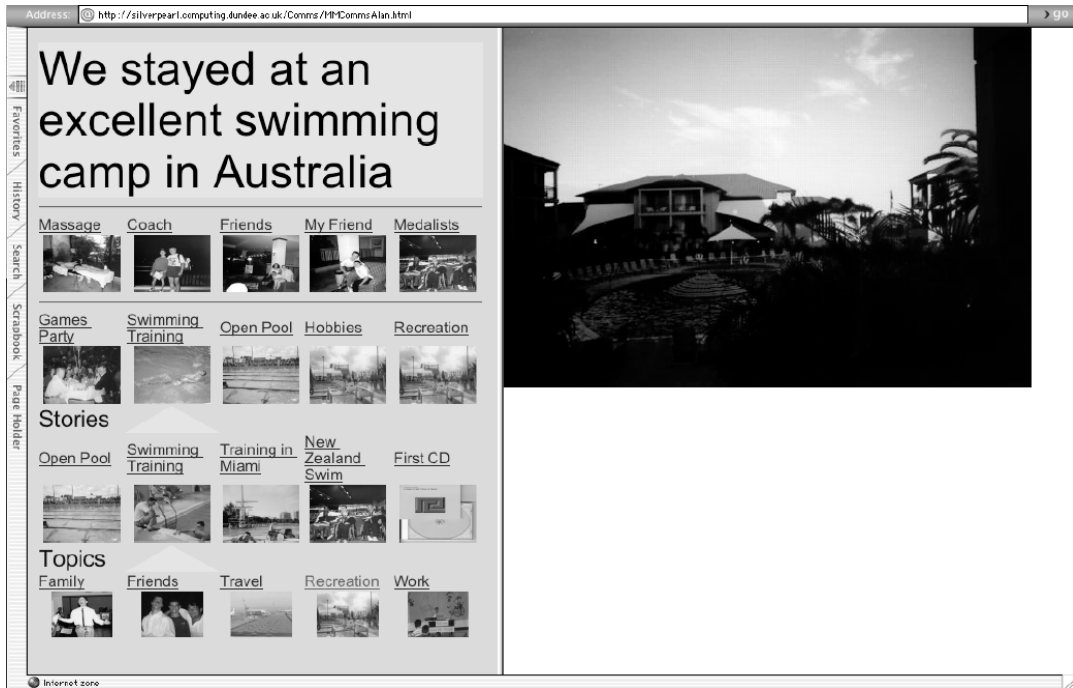 Address: @ http://silverpearl.computing.dundee.ac.uk/Comms/MMCommsAlan.html go
Favorites
History
Search
Scrapbook
Page Holder
We stayed at an
excellent swimming
camp in Australia
Massage Coach Friends My Friend Medalists
Games
Party
Swimming
Training
Open Pool Hobbies Recreation
Stories
Open Pool
Swimming
Training
Training in
Miami
New
Zealand
Swim
First CD
Topics
Family Friends Travel Recreation Work
Internet zone